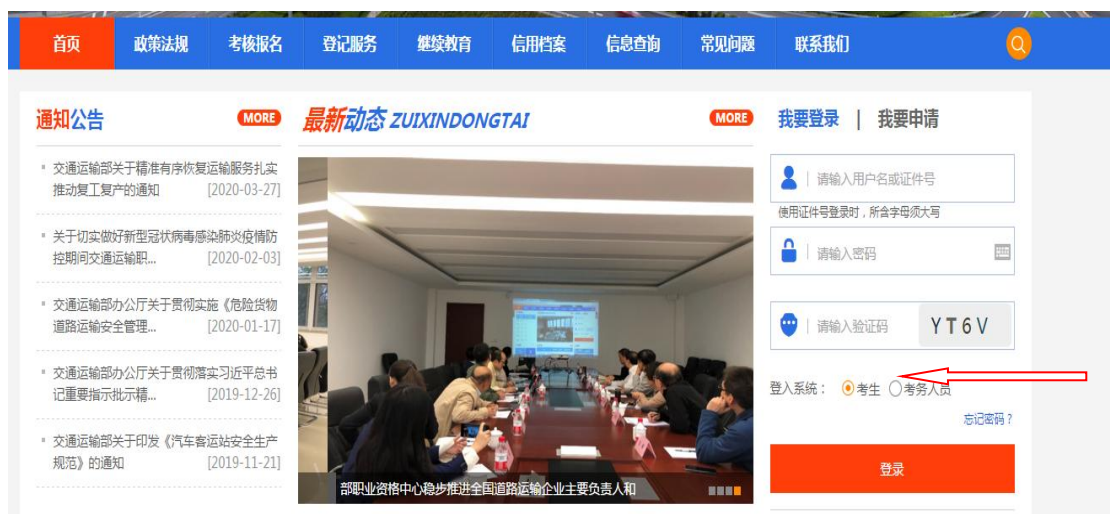 首页 政策法规 考核报名 登记服务 继续教育 信用档案 信息查询 常见问题 联系我们
通知公告 MORE
交通运输部关于精准有序恢复运输服务扎实
推动复工复产的通知 [2020-03-27]
关于切实做好新型冠状病毒感染肺炎疫情防
控期间交通运输职... [2020-02-03]
交通运输部办公厅关于贯彻实施《危险货物
道路运输安全管理... [2020-01-17]
交通运输部办公厅关于贯彻落实习近平总书
记重要指示批示精... [2019-12-26]
交通运输部关于印发《汽车客运站安全生产
规范》的通知 [2019-11-21]
最新动态 ZUIXINDONGTAI MORE
部职业资格中心稳步推进全国道路运输企业主要负责人和
我要登录 | 我要申请
请输入用户名或证件号
使用证件号登录时，所含字母须大写
请输入密码
请输入验证码 YT6V
登入系统： 考生 考务人员
忘记密码？
登录